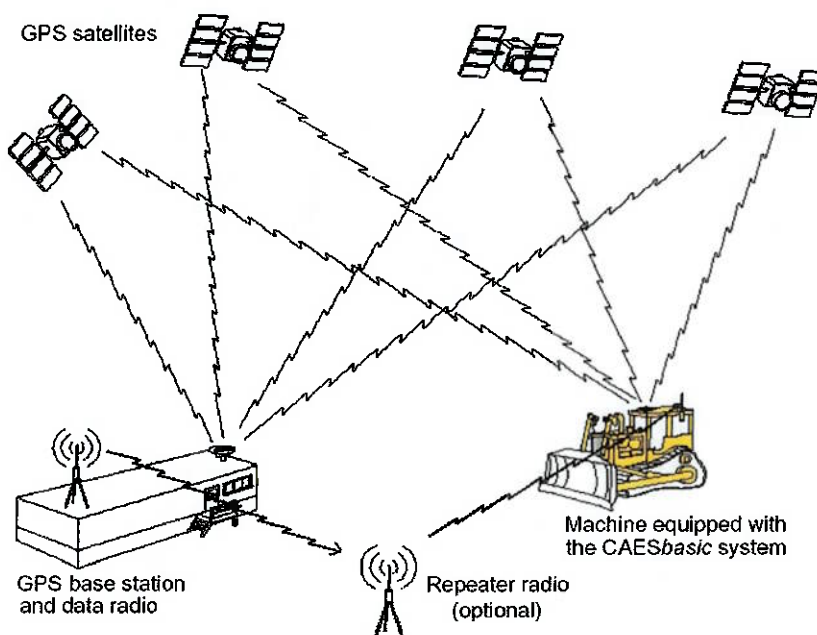 GPS satellites
Machine equipped with
the CAESbasic system
GPS base station
and data radio
Repeater radio
(optional)